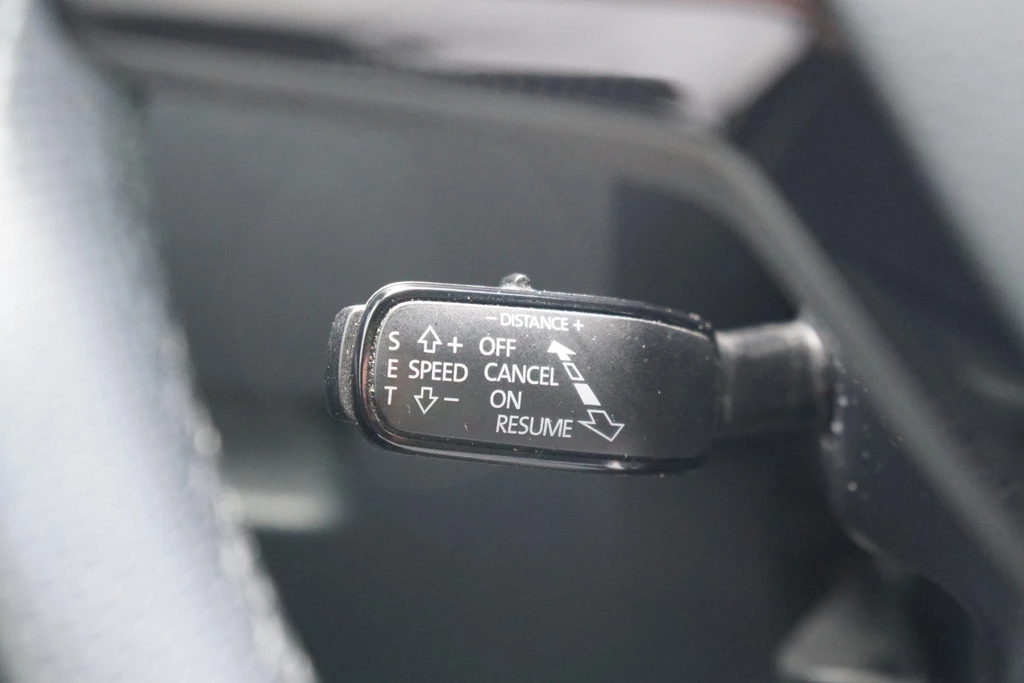 - DISTANCE +
S + OFF
E SPEED CANCEL
T - ON
RESUME